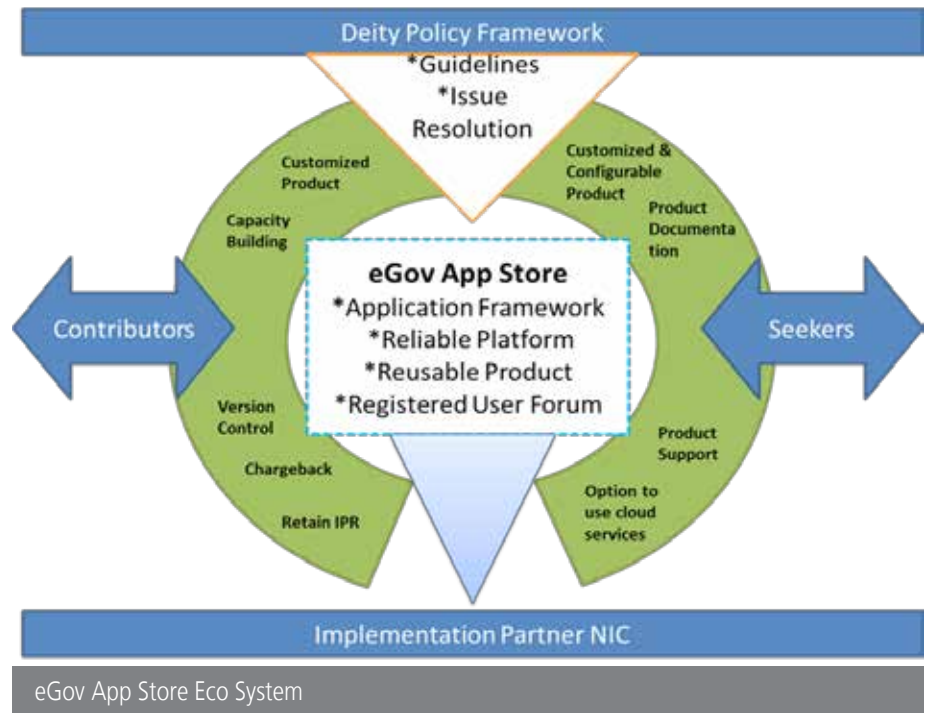 Deity Policy Framework
*Guidelines
*Issue
Resolution
Customized
Product
Capacity
Building
Customized &
Configurable
Product
Product
Documenta
tion
Contributors
eGov App Store
*Application Framework
*Reliable Platform
*Reusable Product
*Registered User Forum
Seekers
Version
Control
Chargeback
Retain IPR
Product
Support
Option to
use cloud
services
Implementation Partner NIC
eGov App Store Eco System